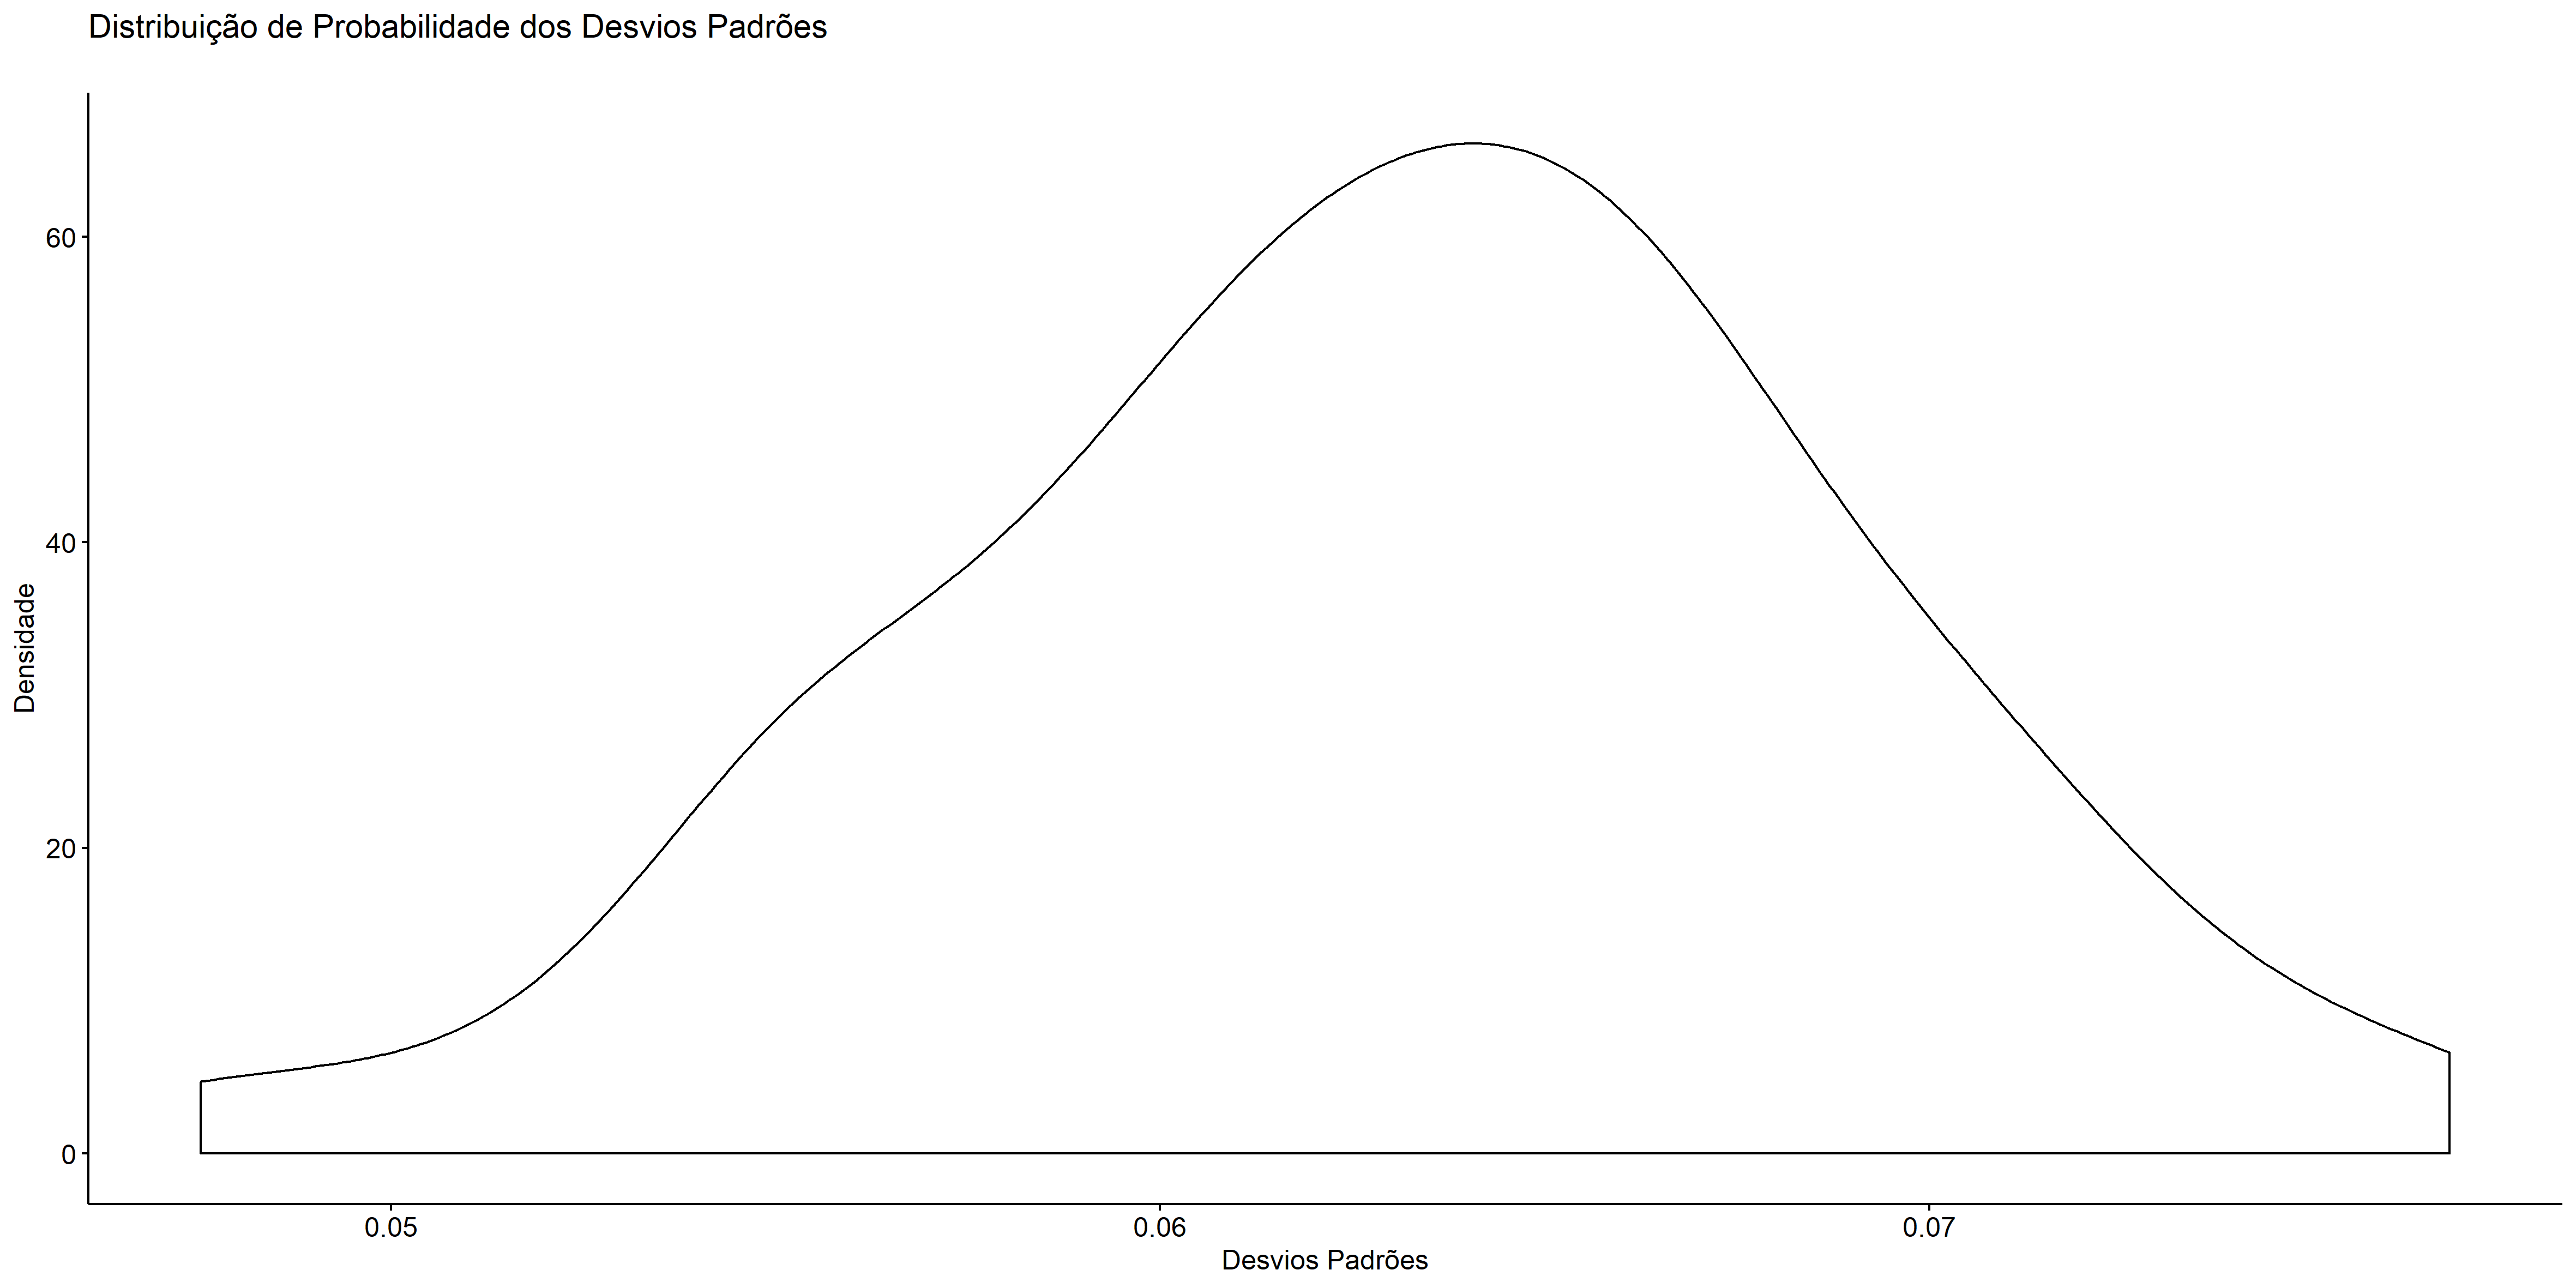 Distribuição de Probabilidade dos Desvios Padrões
60
40
20
0
Densidade
0.05 0.06 0.07
Desvios Padrões